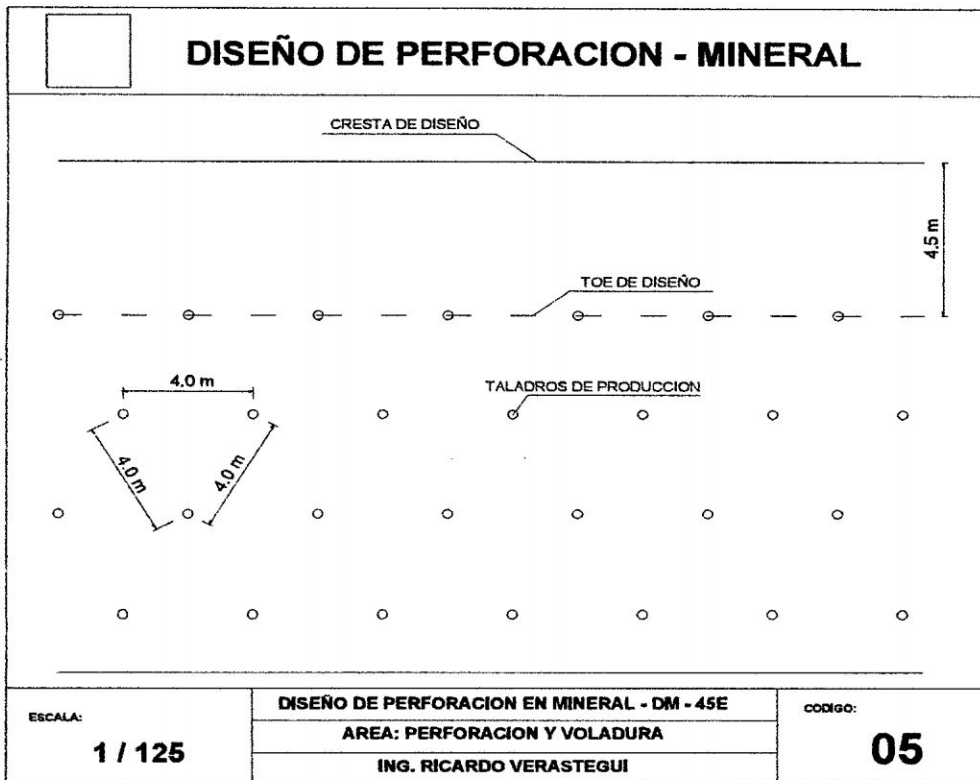 DISEÑO DE PERFORACION - MINERAL
CRESTA DE DISEÑO
4.5 m
TOE DE DISEÑO
4.0 m
TALADROS DE PRODUCCION
4.0 m
4.0 m
ESCALA:
1 / 125
DISEÑO DE PERFORACION EN MINERAL - DM - 45E
AREA: PERFORACION Y VOLADURA
ING. RICARDO VERASTEGUI
CODIGO:
05